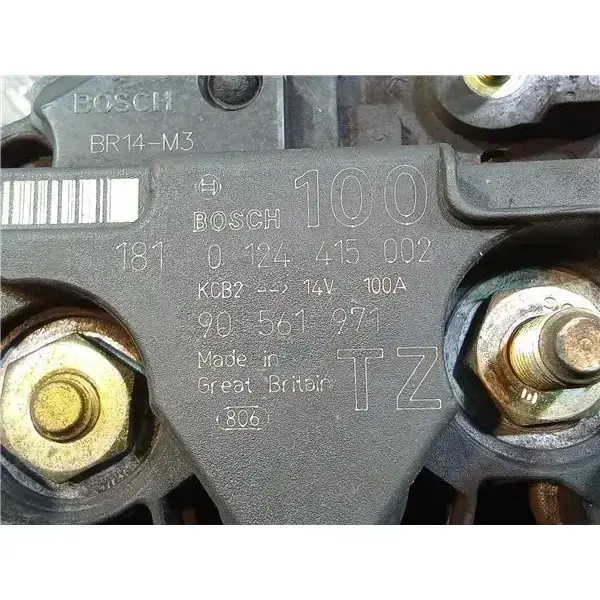 BOSCH
BR14-M3
BOSCH 100
181 0 124 415 002
KCB2 14V 100A
90 561 971
Made in
Great Britain TZ
806